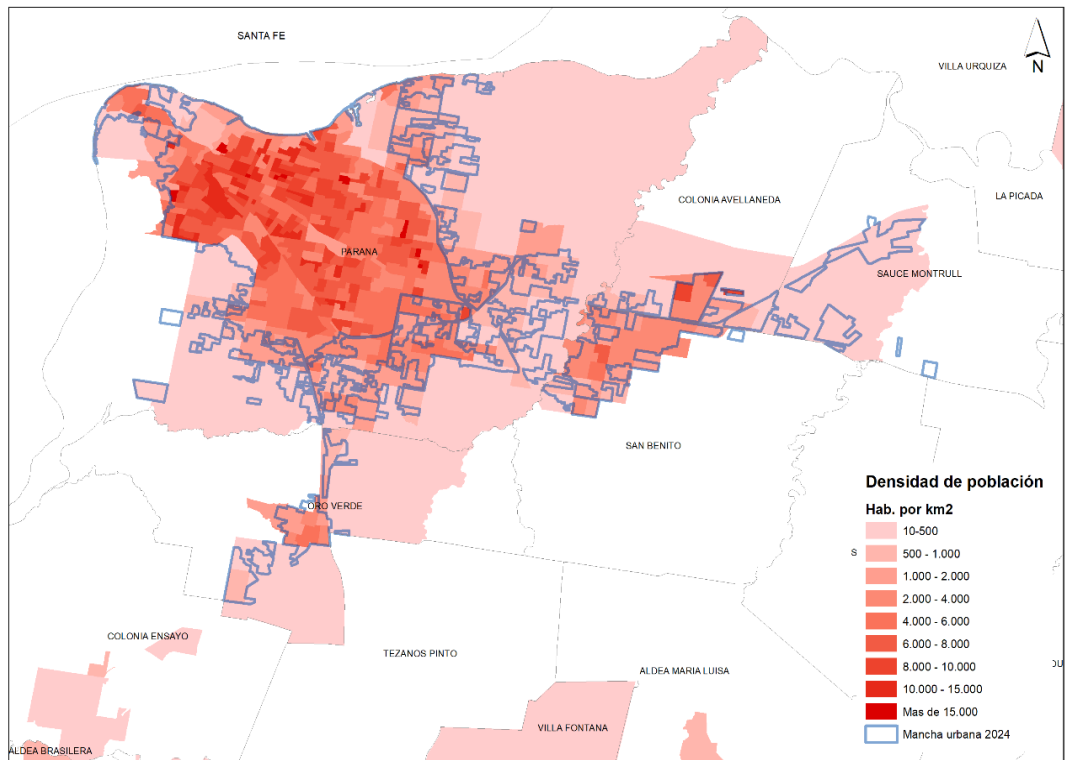 SANTA FE
N
VILLA URQUIZA
LA PICADA
COLONIA AVELLANEDA
PARANA
SAUCE MONTRULL
SAN BENITO
ORO VERDE
COLONIA ENSAYO
TEZANOS PINTO
ALDEA MARIA LUISA
VILLA FONTANA
ALDEA BRASILERA
S
Densidad de población
Hab. por km2
10-500
500 - 1.000
1.000 - 2.000
2.000 - 4.000
4.000 - 6.000
6.000 - 8.000
8.000 - 10.000
10.000 - 15.000
Mas de 15.000
Mancha urbana 2024